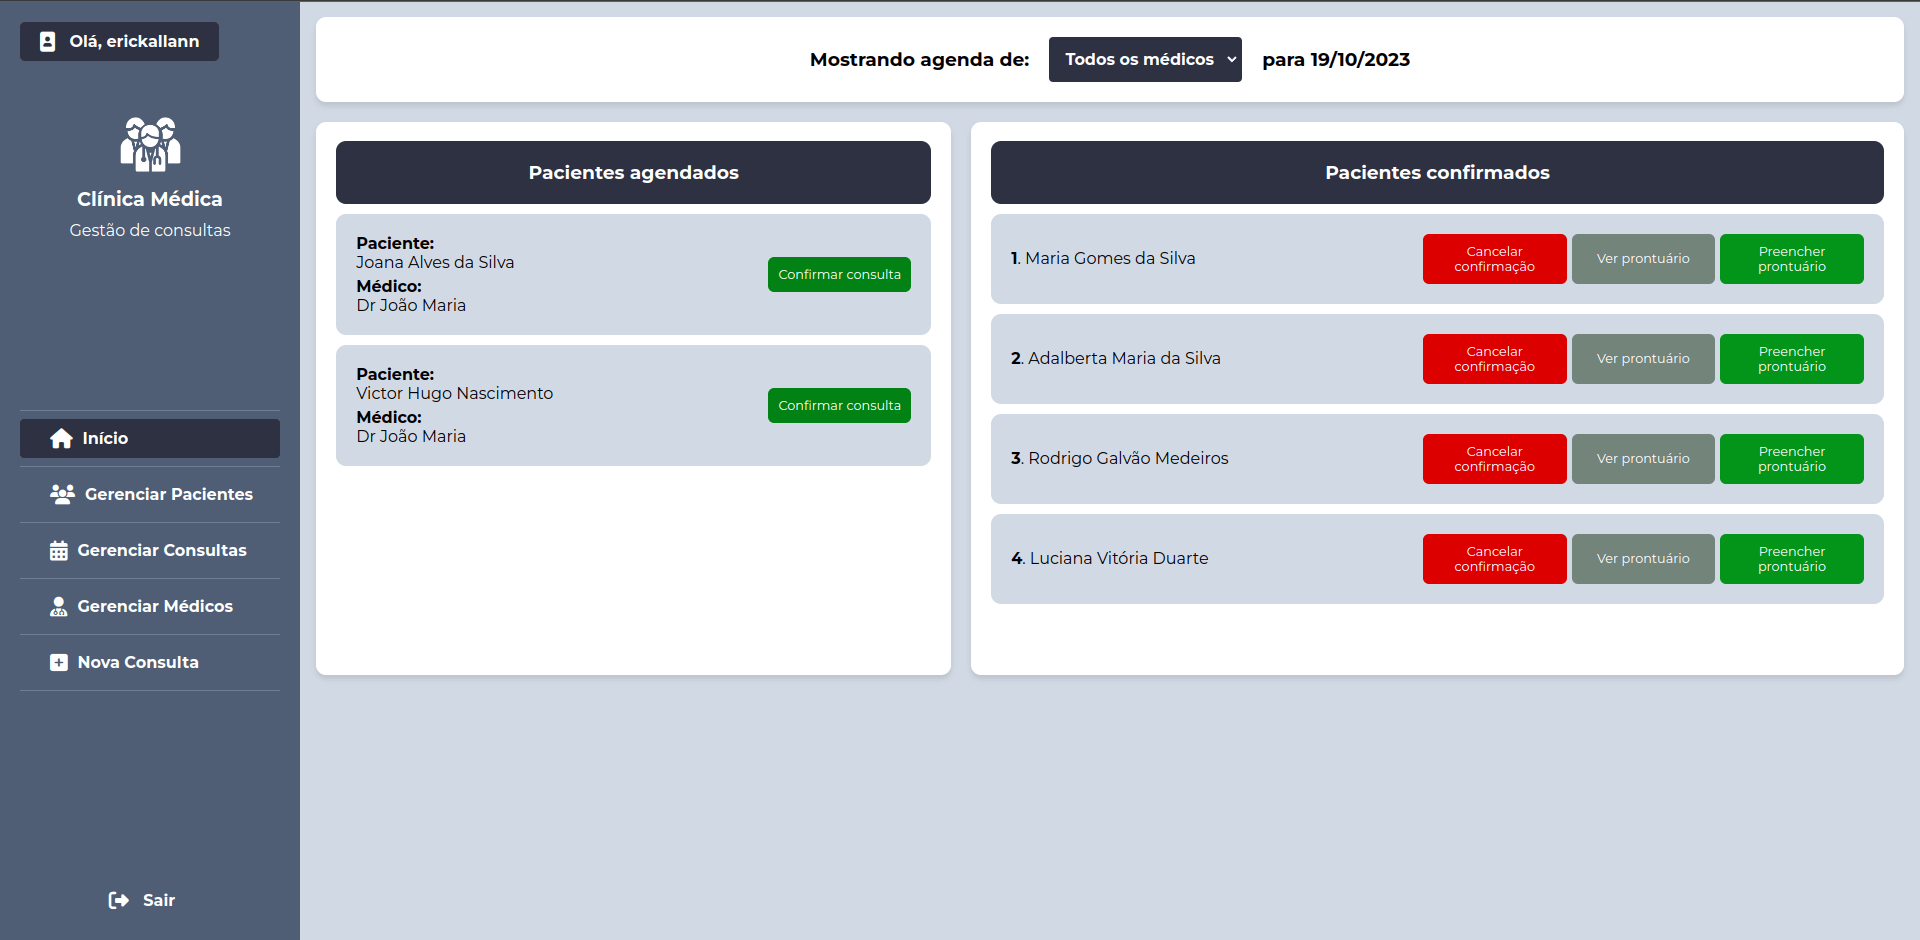 Olá, erickallann
Clínica Médica
Gestão de consultas
Início
Gerenciar Pacientes
Gerenciar Consultas
Gerenciar Médicos
Nova Consulta
Sair
Mostrando agenda de: Todos os médicos para 19/10/2023
Pacientes agendados
Paciente:
Joana Alves da Silva
Médico:
Dr João Maria
Confirmar consulta
Paciente:
Victor Hugo Nascimento
Médico:
Dr João Maria
Confirmar consulta
Pacientes confirmados
1. Maria Gomes da Silva
Cancelar
confirmação
Ver prontuário
Preencher
prontuário
2. Adalberta Maria da Silva
Cancelar
confirmação
Ver prontuário
Preencher
prontuário
3. Rodrigo Galvão Medeiros
Cancelar
confirmação
Ver prontuário
Preencher
prontuário
4. Luciana Vitória Duarte
Cancelar
confirmação
Ver prontuário
Preencher
prontuário